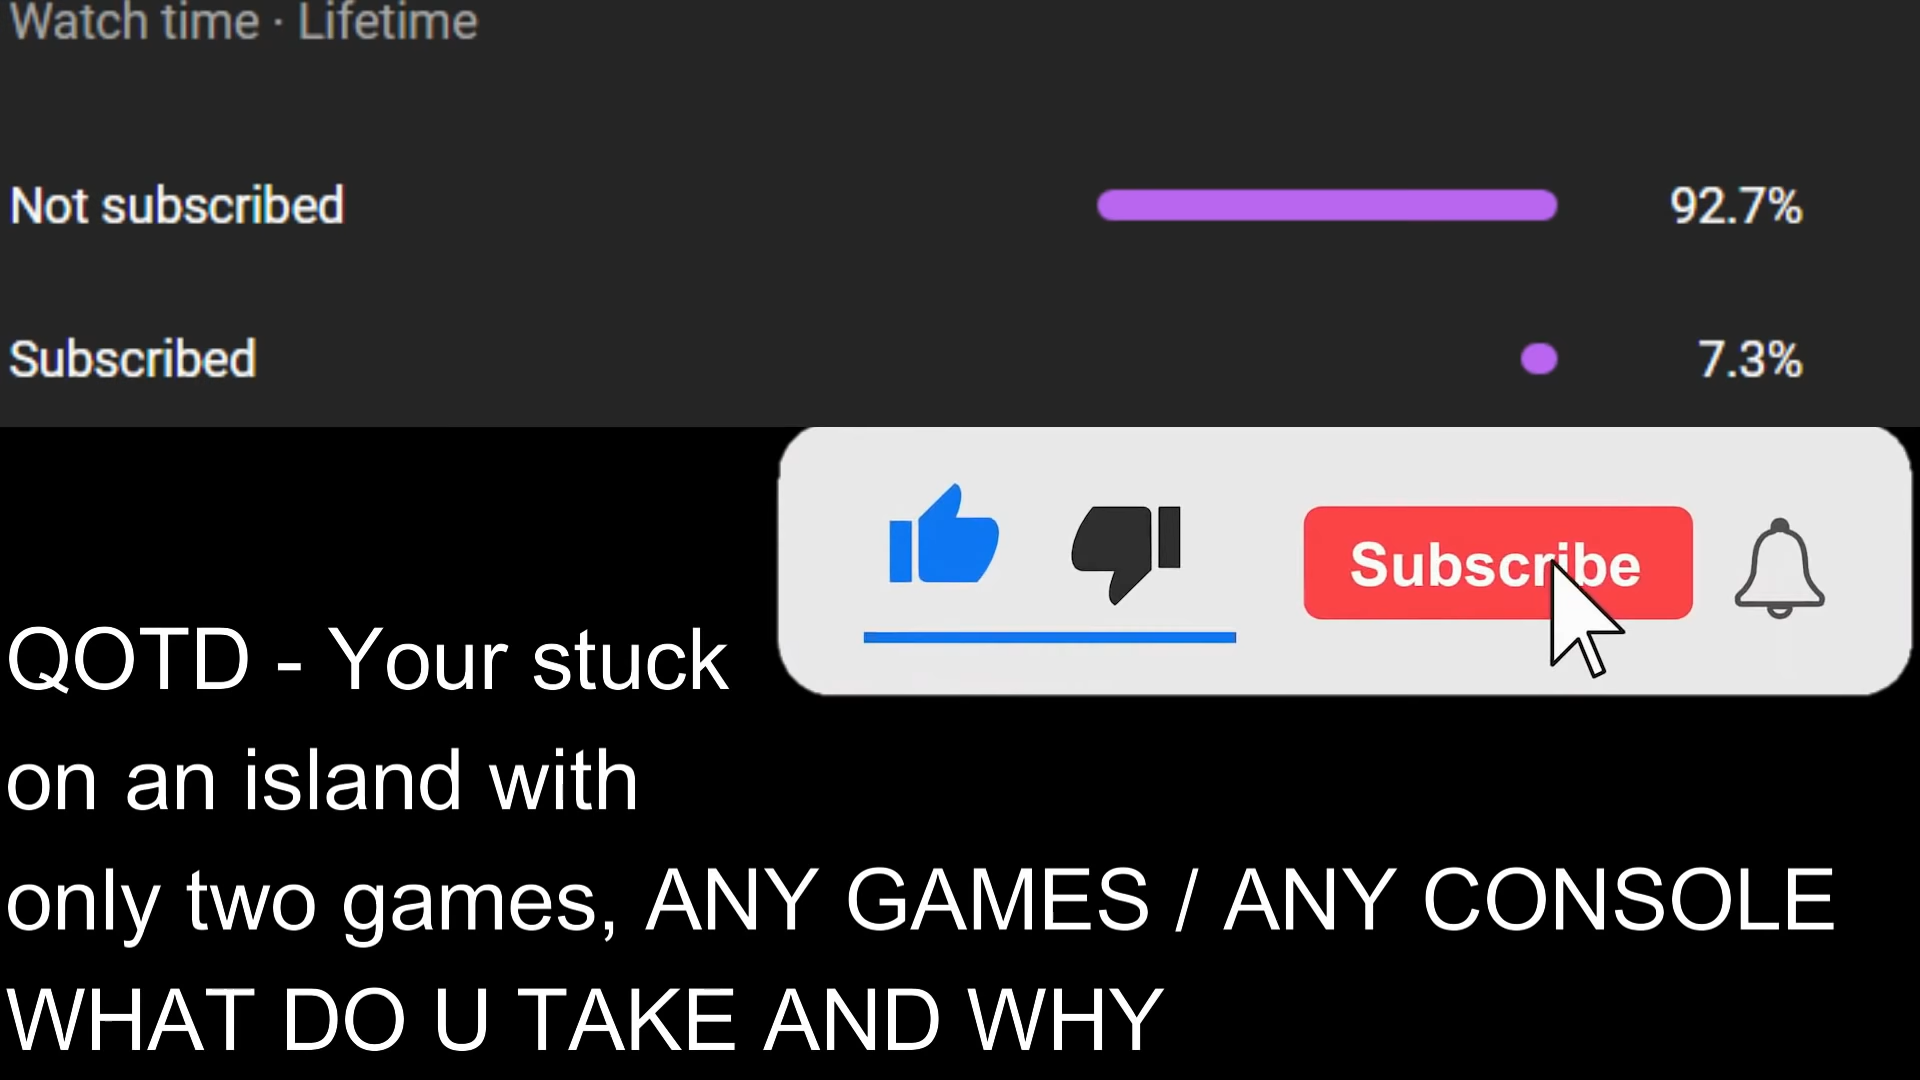 Watch time · Lifetime
Not subscribed 92.7%
Subscribed 7.3%
Subscribe
QOTD - Your stuck
on an island with
only two games, ANY GAMES / ANY CONSOLE
WHAT DO U TAKE AND WHY